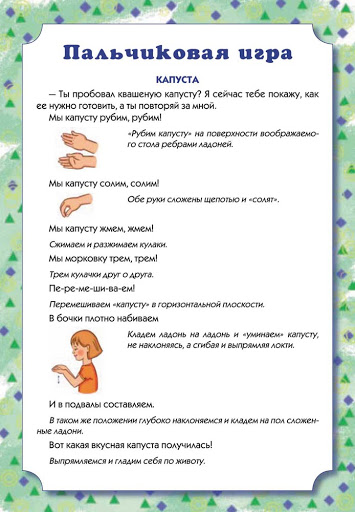 Пальчиковая игра
КАПУСТА
— Ты пробовал квашеную капусту? Я сейчас тебе покажу, как
ее нужно готовить, а ты повторяй за мной.
Мы капусту рубим, рубим!
«Рубим капусту» на поверхности воображаемо-
го стола ребрами ладоней.
Мы капусту солим, солим!
Обе руки сложены щепотью и «солят».
Мы капусту жмем, жмем!
Сжимаем и разжимаем кулаки.
Мы морковку трем, трем!
Трем кулачки друг о друга.
Пе-ре-ме-ши-ва-ем!
Перемешиваем «капусту» в горизонтальной плоскости.
В бочки плотно набиваем
Кладем ладонь на ладонь и «уминаем» капусту,
не наклоняясь, а сгибая и выпрямляя локти.
И в подвалы составляем.
В таком же положении глубоко наклоняемся и кладем на пол сложен-
ные ладони.
Вот какая вкусная капуста получилась!
Выпрямляемся и гладим себя по животу.